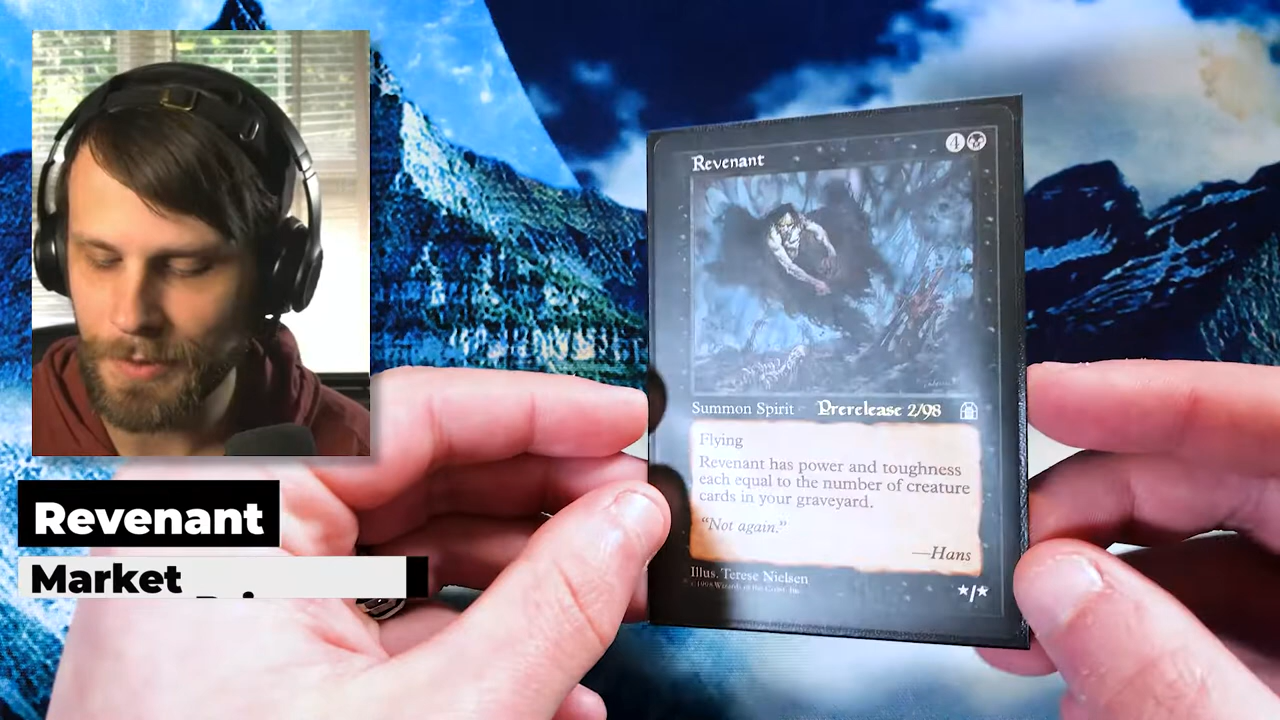 Revenant
4
Summon Spirit
Prerelease 2/98
Flying
Revenant has power and toughness
each equal to the number of creature
cards in your graveyard.
"Not again."
—Hans
Illus. Terese Nielsen
*/*
Revenant
Market